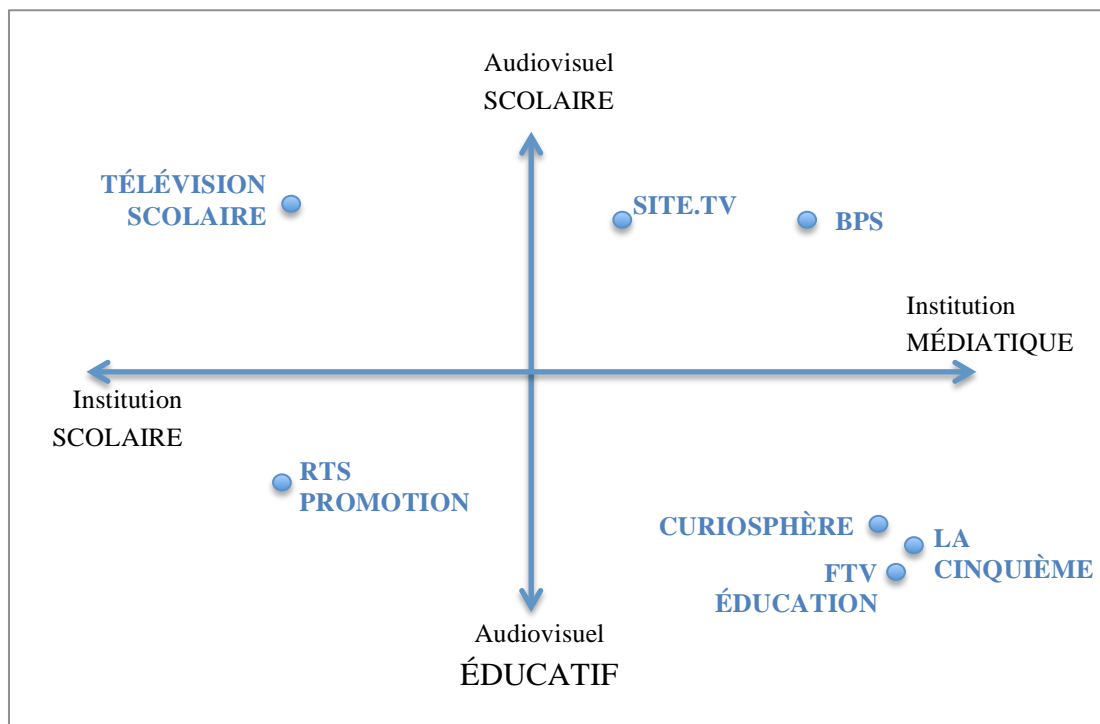 Audiovisuel
SCOLAIRE
TÉLÉVISION
SCOLAIRE
SITE.TV
BPS
Institution
MÉDIATIQUE
Institution
SCOLAIRE
RTS
PROMOTION
CURIOSPHÈRE
LA
CINQUIÈME
FTV
ÉDUCATION
Audiovisuel
ÉDUCATIF